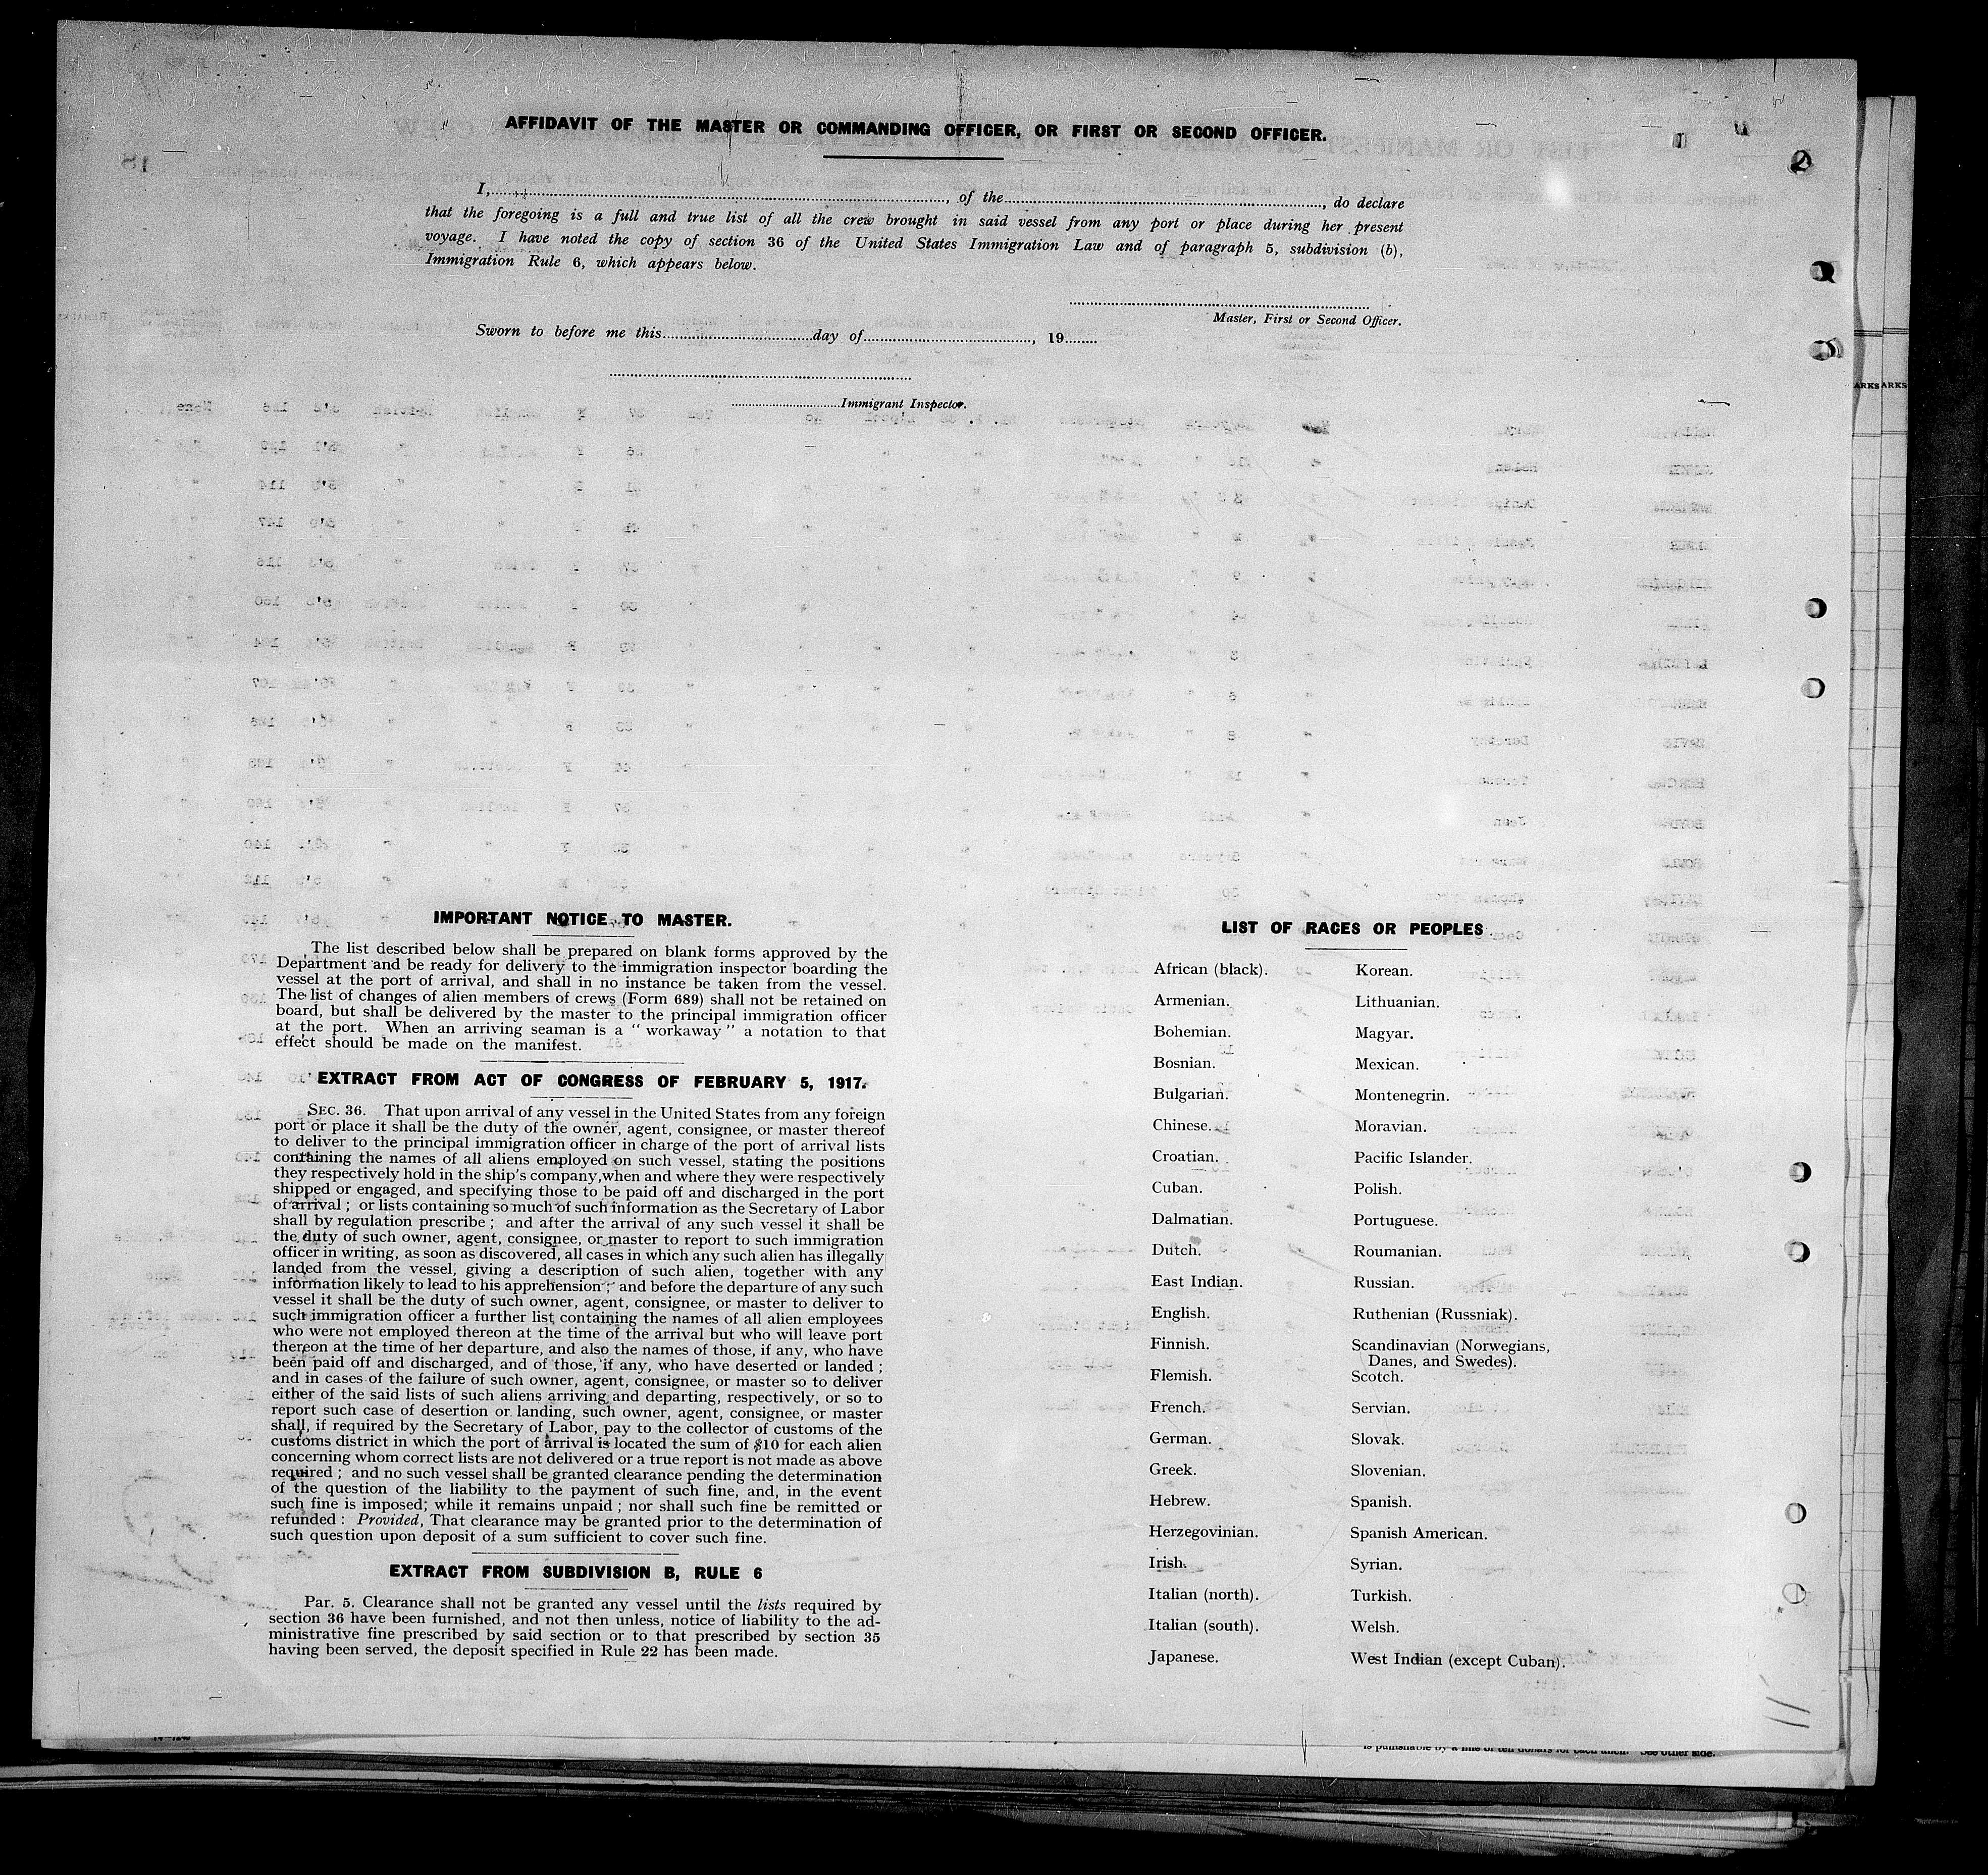 AFFIDAVIT OF THE MASTER OR COMMANDING OFFICER, OR FIRST OR SECOND OFFICER.
I,.............................., of the.............................., do declare
that the foregoing is a full and true list of all the crew brought in said vessel from any port or place during her present
voyage. I have noted the copy of section 36 of the United States Immigration Law and of paragraph 5, subdivision (b),
Immigration Rule 6, which appears below.
Master, First or Second Officer.
Sworn to before me this..............................day of.............................., 19........
..............................Immigrant Inspector.
IMPORTANT NOTICE TO MASTER.
The list described below shall be prepared on blank forms approved by the
Department and be ready for delivery to the immigration inspector boarding the
vessel at the port of arrival, and shall in no instance be taken from the vessel.
The list of changes of alien members of crews (Form 689) shall not be retained on
board, but shall be delivered by the master to the principal immigration officer
at the port. When an arriving seaman is a " workaway " a notation to that
effect should be made on the manifest.
EXTRACT FROM ACT OF CONGRESS OF FEBRUARY 5, 1917.
SEC. 36. That upon arrival of any vessel in the United States from any foreign
port or place it shall be the duty of the owner, agent, consignee, or master thereof
to deliver to the principal immigration officer in charge of the port of arrival lists
containing the names of all aliens employed on such vessel, stating the positions
they respectively hold in the ship's company,when and where they were respectively
shipped or engaged, and specifying those to be paid off and discharged in the port
of arrival ; or lists containing so much of such information as the Secretary of Labor
shall by regulation prescribe ; and after the arrival of any such vessel it shall be
the duty of such owner, agent, consignee, or master to report to such immigration
officer in writing, as soon as discovered, all cases in which any such alien has illegally
landed from the vessel, giving a description of such alien, together with any
information likely to lead to his apprehension ; and before the departure of any such
vessel it shall be the duty of such owner, agent, consignee, or master to deliver to
such immigration officer a further list containing the names of all alien employees
who were not employed thereon at the time of the arrival but who will leave port
thereon at the time of her departure, and also the names of those, if any, who have
been paid off and discharged, and of those, if any, who have deserted or landed ;
and in cases of the failure of such owner, agent, consignee, or master so to deliver
either of the said lists of such aliens arriving and departing, respectively, or so to
report such case of desertion or landing, such owner, agent, consignee, or master
shall, if required by the Secretary of Labor, pay to the collector of customs of the
customs district in which the port of arrival is located the sum of $10 for each alien
concerning whom correct lists are not delivered or a true report is not made as above
required ; and no such vessel shall be granted clearance pending the determination
of the question of the liability to the payment of such fine, and, in the event
such fine is imposed; while it remains unpaid ; nor shall such fine be remitted or
refunded : Provided, That clearance may be granted prior to the determination of
such question upon deposit of a sum sufficient to cover such fine.
EXTRACT FROM SUBDIVISION B, RULE 6
Par. 5. Clearance shall not be granted any vessel until the lists required by
section 36 have been furnished, and not then unless, notice of liability to the ad-
ministrative fine prescribed by said section or to that prescribed by section 35
having been served, the deposit specified in Rule 22 has been made.
LIST OF RACES OR PEOPLES
African (black).
Armenian.
Bohemian.
Bosnian.
Bulgarian.
Chinese.
Croatian.
Cuban.
Dalmatian.
Dutch.
East Indian.
English.
Finnish.
Flemish.
French.
German.
Greek.
Hebrew.
Herzegovinian.
Irish.
Italian (north).
Italian (south).
Japanese.
Korean.
Lithuanian.
Magyar.
Mexican.
Montenegrin.
Moravian.
Pacific Islander.
Polish.
Portuguese.
Roumanian.
Russian.
Ruthenian (Russniak).
Scandinavian (Norwegians,
Danes, and Swedes).
Scotch.
Servian.
Slovak.
Slovenian.
Spanish.
Spanish American.
Syrian.
Turkish.
Welsh.
West Indian (except Cuban).
ARKS ARKS
is punishable by a fine of ten dollars for each alien. See other side.